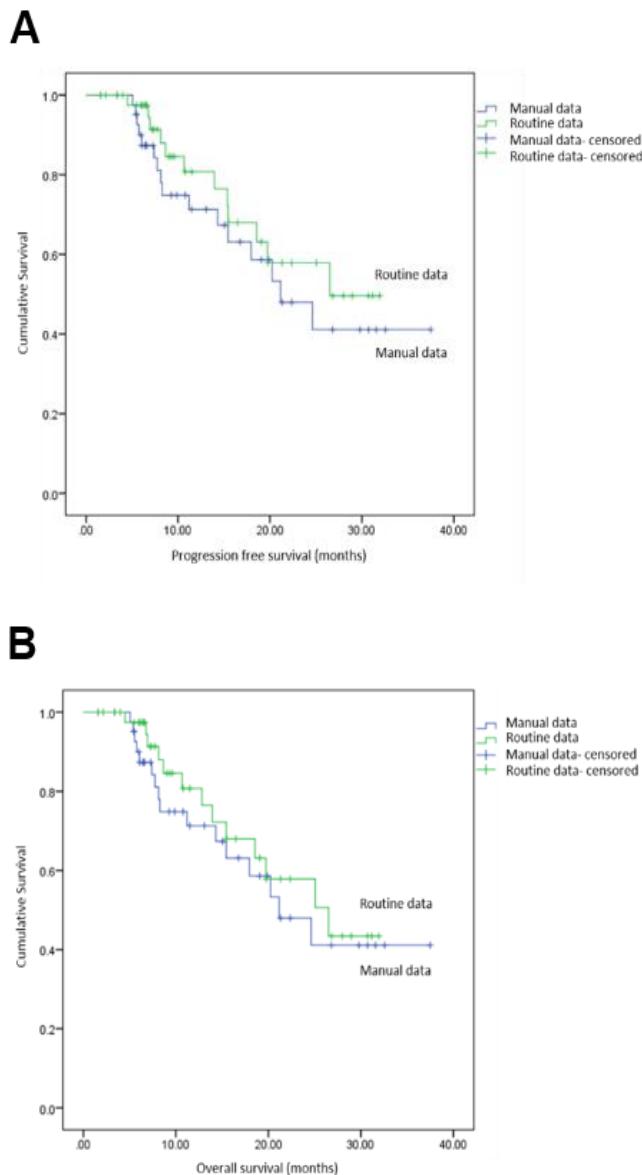 A
1.0
0.8
0.6
0.4
0.2
0.0
Cumulative Survival
.00 10.00 20.00 30.00 40.00
Progression free survival (months)
Manual data
Routine data
Manual data- censored
Routine data- censored
Routine data
Manual data
B
1.0
0.8
0.6
0.4
0.2
0.0
Cumulative Survival
.00 10.00 20.00 30.00 40.00
Overall survival (months)
Manual data
Routine data
Manual data- censored
Routine data- censored
Routine data
Manual data